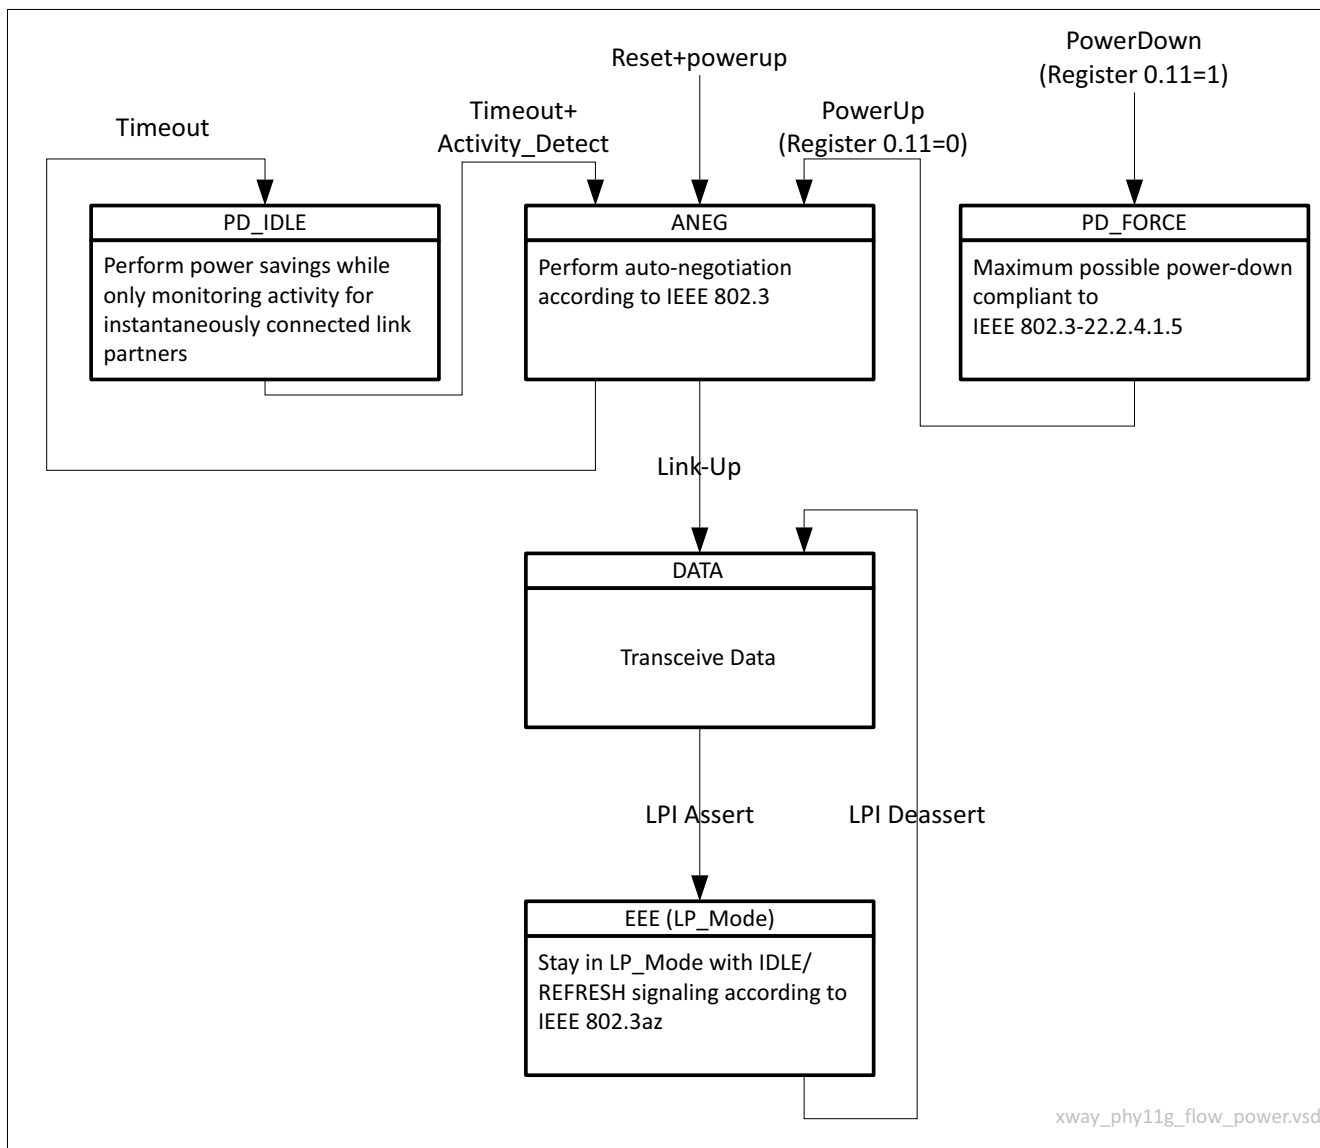 PowerDown
(Register 0.11=1)
Reset+powerup
Timeout+
Activity_Detect
PowerUp
(Register 0.11=0)
Timeout
PD_IDLE
Perform power savings while
only monitoring activity for
instantaneously connected link
partners
ANEG
Perform auto-negotiation
according to IEEE 802.3
PD_FORCE
Maximum possible power-down
compliant to
IEEE 802.3-22.2.4.1.5
Link-Up
DATA
Transceive Data
LPI Assert
LPI Deassert
EEE (LP_Mode)
Stay in LP_Mode with IDLE/
REFRESH signaling according to
IEEE 802.3az
xway_phy11g_flow_power.vsd